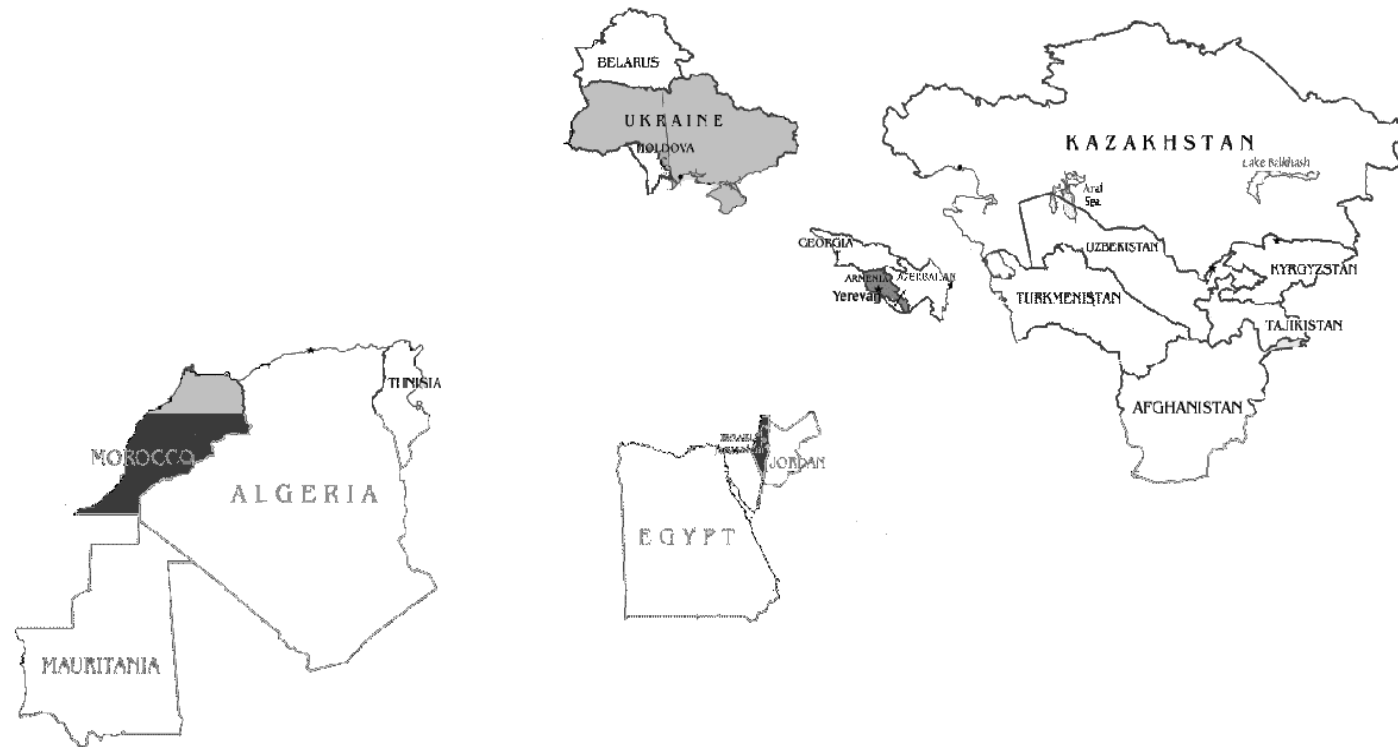 BELARUS
UKRAINE
MOLDOVA
KAZAKHSTAN
Lake Balkhash
Aral
Sea
GEORGIA
UZBEKISTAN
ARMENIA
AZERBAIJAN
KYRGYZSTAN
Yerevan
TURKMENISTAN
TAJIKISTAN
TUNISIA
AFGHANISTAN
MOROCCO
JORDAN
ALGERIA
EGYPT
MAURITANIA